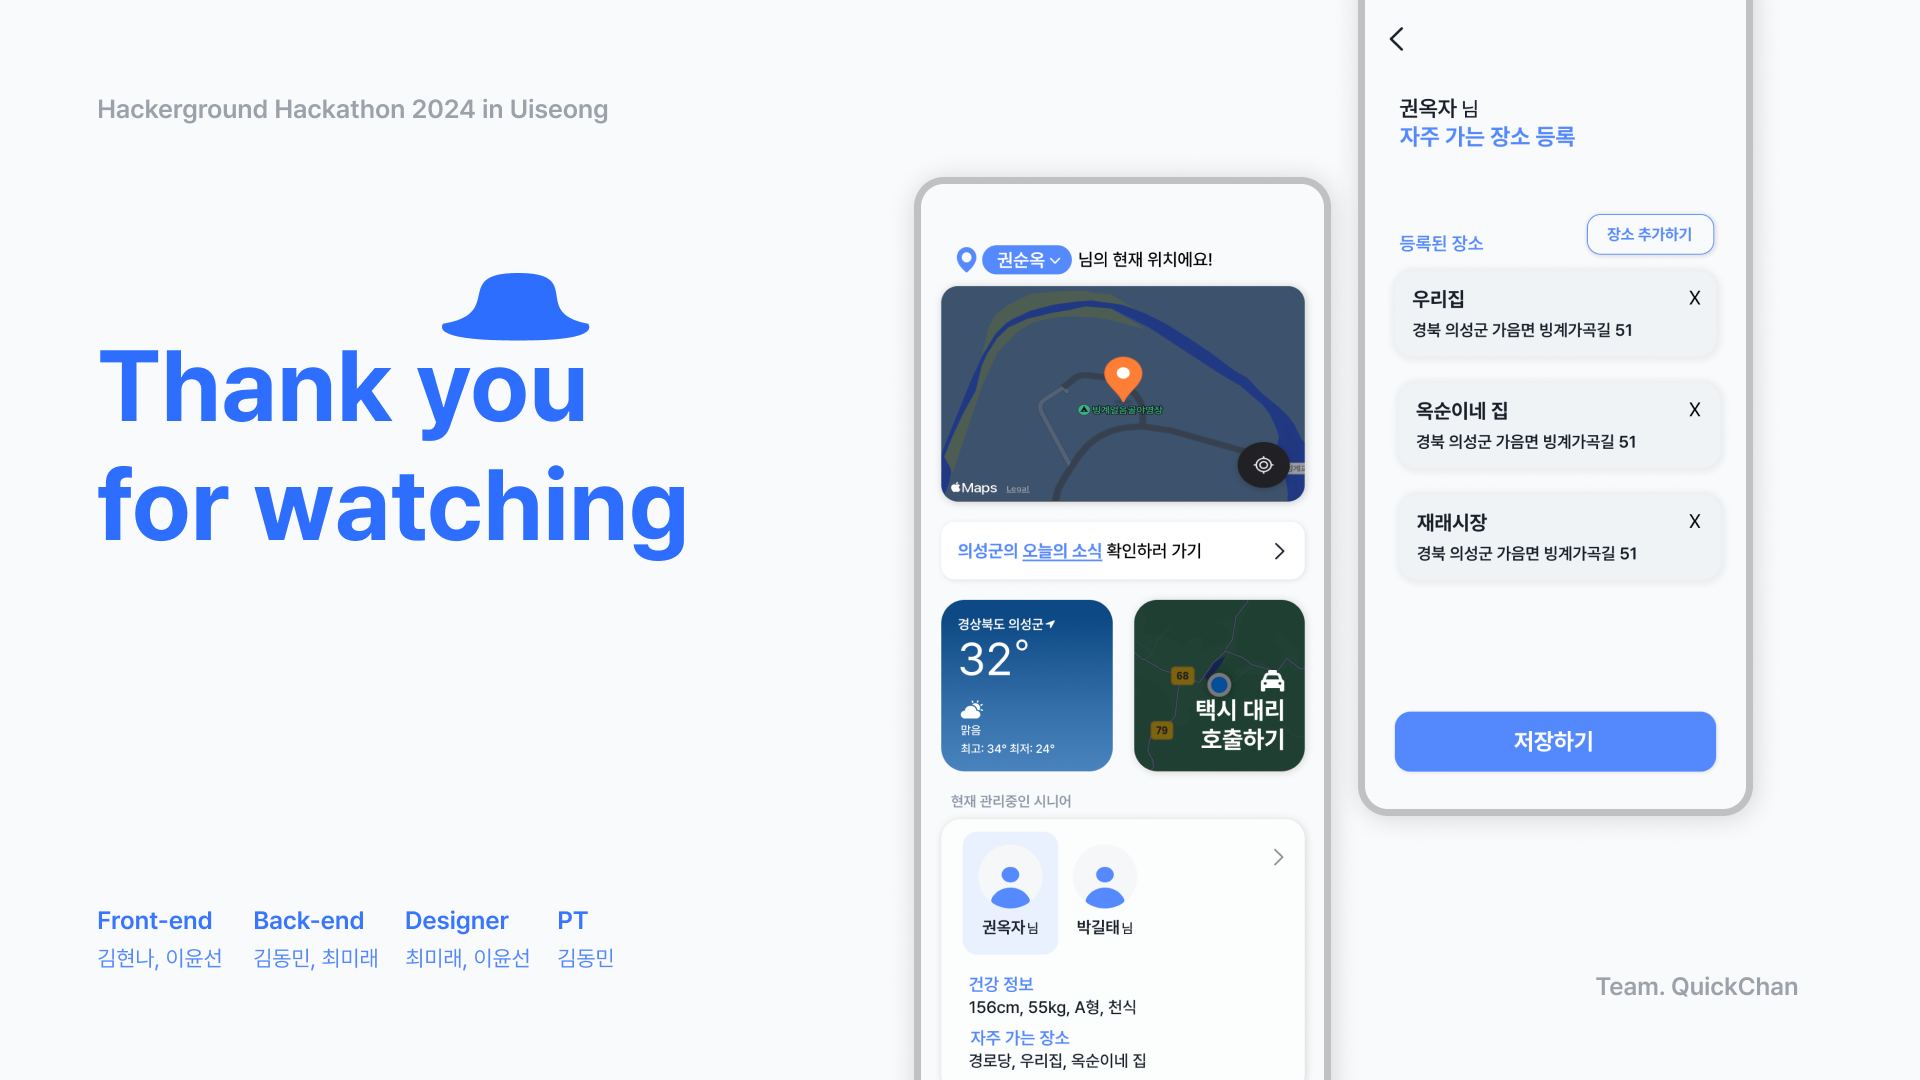 Hackerground Hackathon 2024 in Uiseong
Thank you
for watching
Front-end
김현나, 이윤선
Back-end
김동민, 최미래
Designer
최미래, 이윤선
PT
김동민
권순옥 님의 현재 위치에요!
빙계얼음골야영장
Maps Legal
의성군의 오늘의 소식 확인하러 가기
경상북도 의성군
32°
맑음
최고: 34° 최저: 24°
68
79
택시 대리
호출하기
현재 관리중인 시니어
권옥자님
박길태님
건강 정보
156cm, 55kg, A형, 천식
자주 가는 장소
경로당, 우리집, 옥순이네 집
권옥자 님
자주 가는 장소 등록
등록된 장소
장소 추가하기
우리집 X
경북 의성군 가음면 빙계가곡길 51
옥순이네 집 X
경북 의성군 가음면 빙계가곡길 51
재래시장 X
경북 의성군 가음면 빙계가곡길 51
저장하기
Team. QuickChan